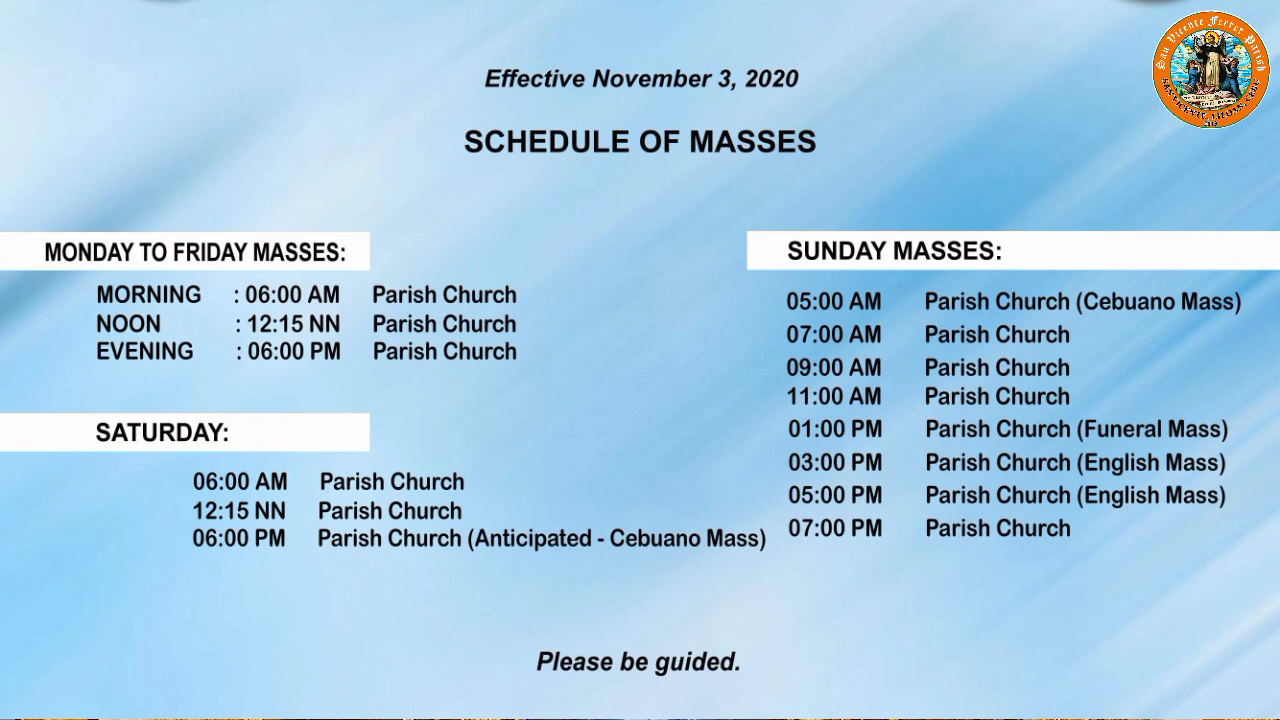 San Vicente Ferrer Parish
Effective November 3, 2020
SCHEDULE OF MASSES
MONDAY TO FRIDAY MASSES:
MORNING : 06:00 AM Parish Church
NOON : 12:15 NN Parish Church
EVENING : 06:00 PM Parish Church
SATURDAY:
06:00 AM Parish Church
12:15 NN Parish Church
06:00 PM Parish Church (Anticipated - Cebuano Mass)
SUNDAY MASSES:
05:00 AM Parish Church (Cebuano Mass)
07:00 AM Parish Church
09:00 AM Parish Church
11:00 AM Parish Church
01:00 PM Parish Church (Funeral Mass)
03:00 PM Parish Church (English Mass)
05:00 PM Parish Church (English Mass)
07:00 PM Parish Church
Please be guided.